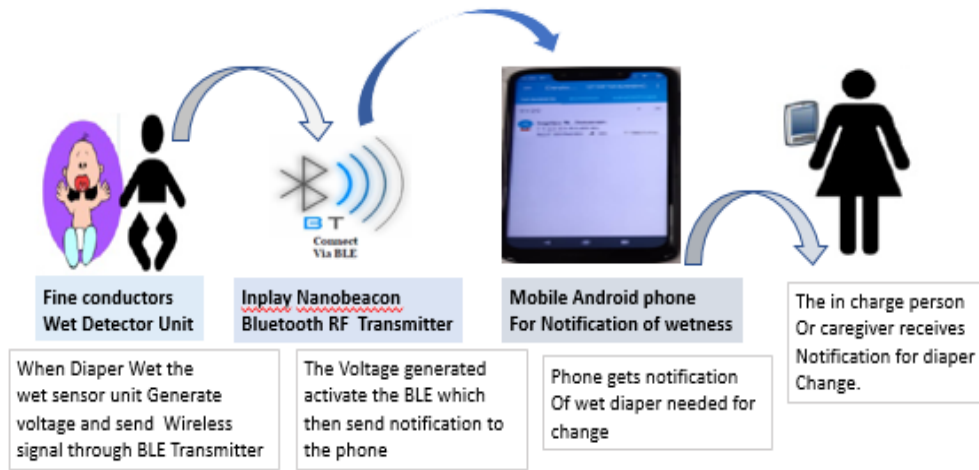 BT
Connect
Via BLE
Fine conductors
Wet Detector Unit
Inplay Nanobeacon
Bluetooth RF Transmitter
Mobile Android phone
For Notification of wetness
When Diaper Wet the
wet sensor unit Generate
voltage and send Wireless
signal through BLE Transmitter
The Voltage generated
activate the BLE which
then send notification to
the phone
Phone gets notification
Of wet diaper needed for
change
The in charge person
Or caregiver receives
Notification for diaper
Change.